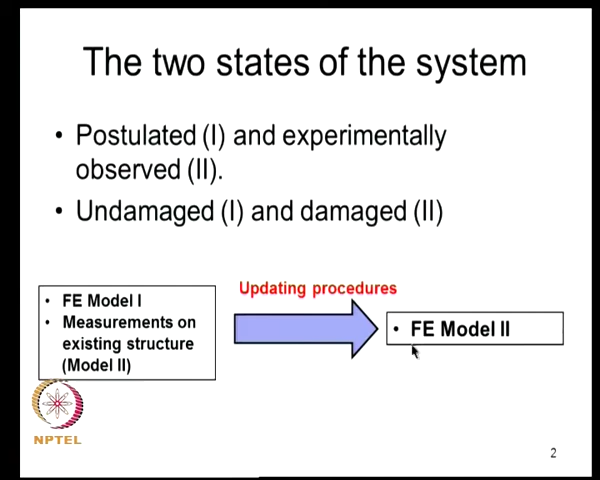 The two states of the system
• Postulated (I) and experimentally
observed (II).
• Undamaged (I) and damaged (II)
• FE Model I
• Measurements on
existing structure
(Model II)
Updating procedures
• FE Model II
NPTEL
2